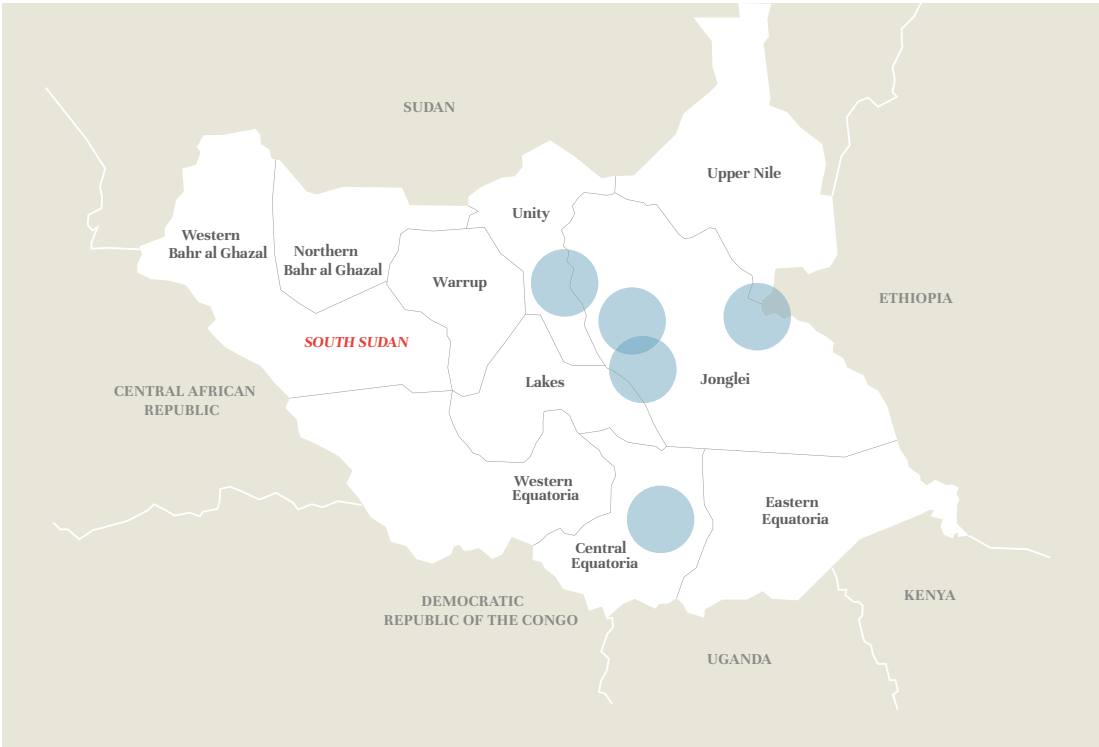 SUDAN
Upper Nile
Unity
Western
Bahr al Ghazal
Northern
Bahr al Ghazal
Warrup
ETHIOPIA
SOUTH SUDAN
Lakes
Jonglei
CENTRAL AFRICAN
REPUBLIC
Western
Equatoria
Eastern
Equatoria
Central
Equatoria
DEMOCRATIC
REPUBLIC OF THE CONGO
KENYA
UGANDA